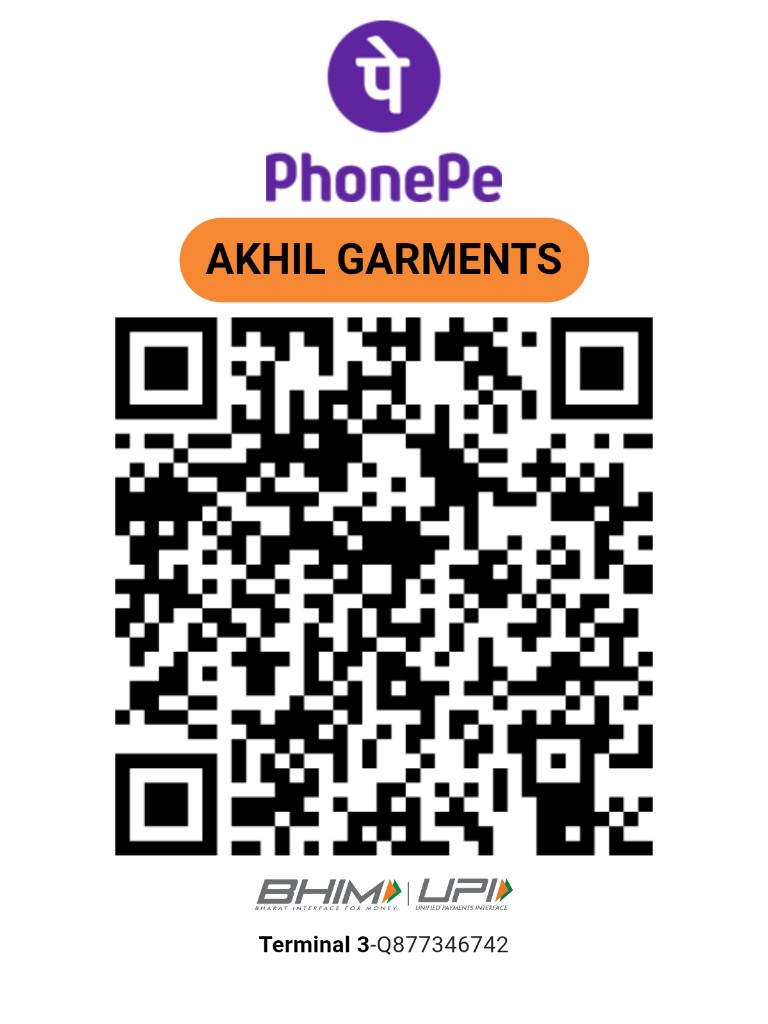 पे
PhonePe
AKHIL GARMENTS
BHIM UPI
BHARAT INTERFACE FOR MONEY UNIFIED PAYMENTS INTERFACE
Terminal 3-Q877346742